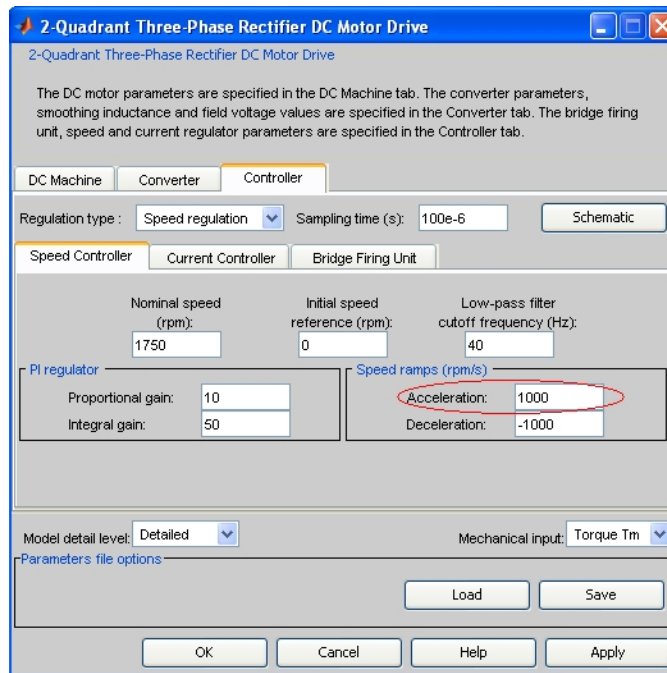 2-Quadrant Three-Phase Rectifier DC Motor Drive
2-Quadrant Three-Phase Rectifier DC Motor Drive
The DC motor parameters are specified in the DC Machine tab. The converter parameters,
smoothing inductance and field voltage values are specified in the Converter tab. The bridge firing
unit, speed and current regulator parameters are specified in the Controller tab.
DC Machine Converter Controller
Regulation type : Speed regulation Sampling time (s): 100e-6 Schematic
Speed Controller Current Controller Bridge Firing Unit
Nominal speed Initial speed Low-pass filter
(rpm): reference (rpm): cutoff frequency (Hz):
1750 0 40
PI regulator Speed ramps (rpm/s)
Proportional gain: 10 Acceleration: 1000
Integral gain: 50 Deceleration: -1000
Model detail level: Detailed Mechanical input: Torque Tm
Parameters file options
Load Save
OK Cancel Help Apply